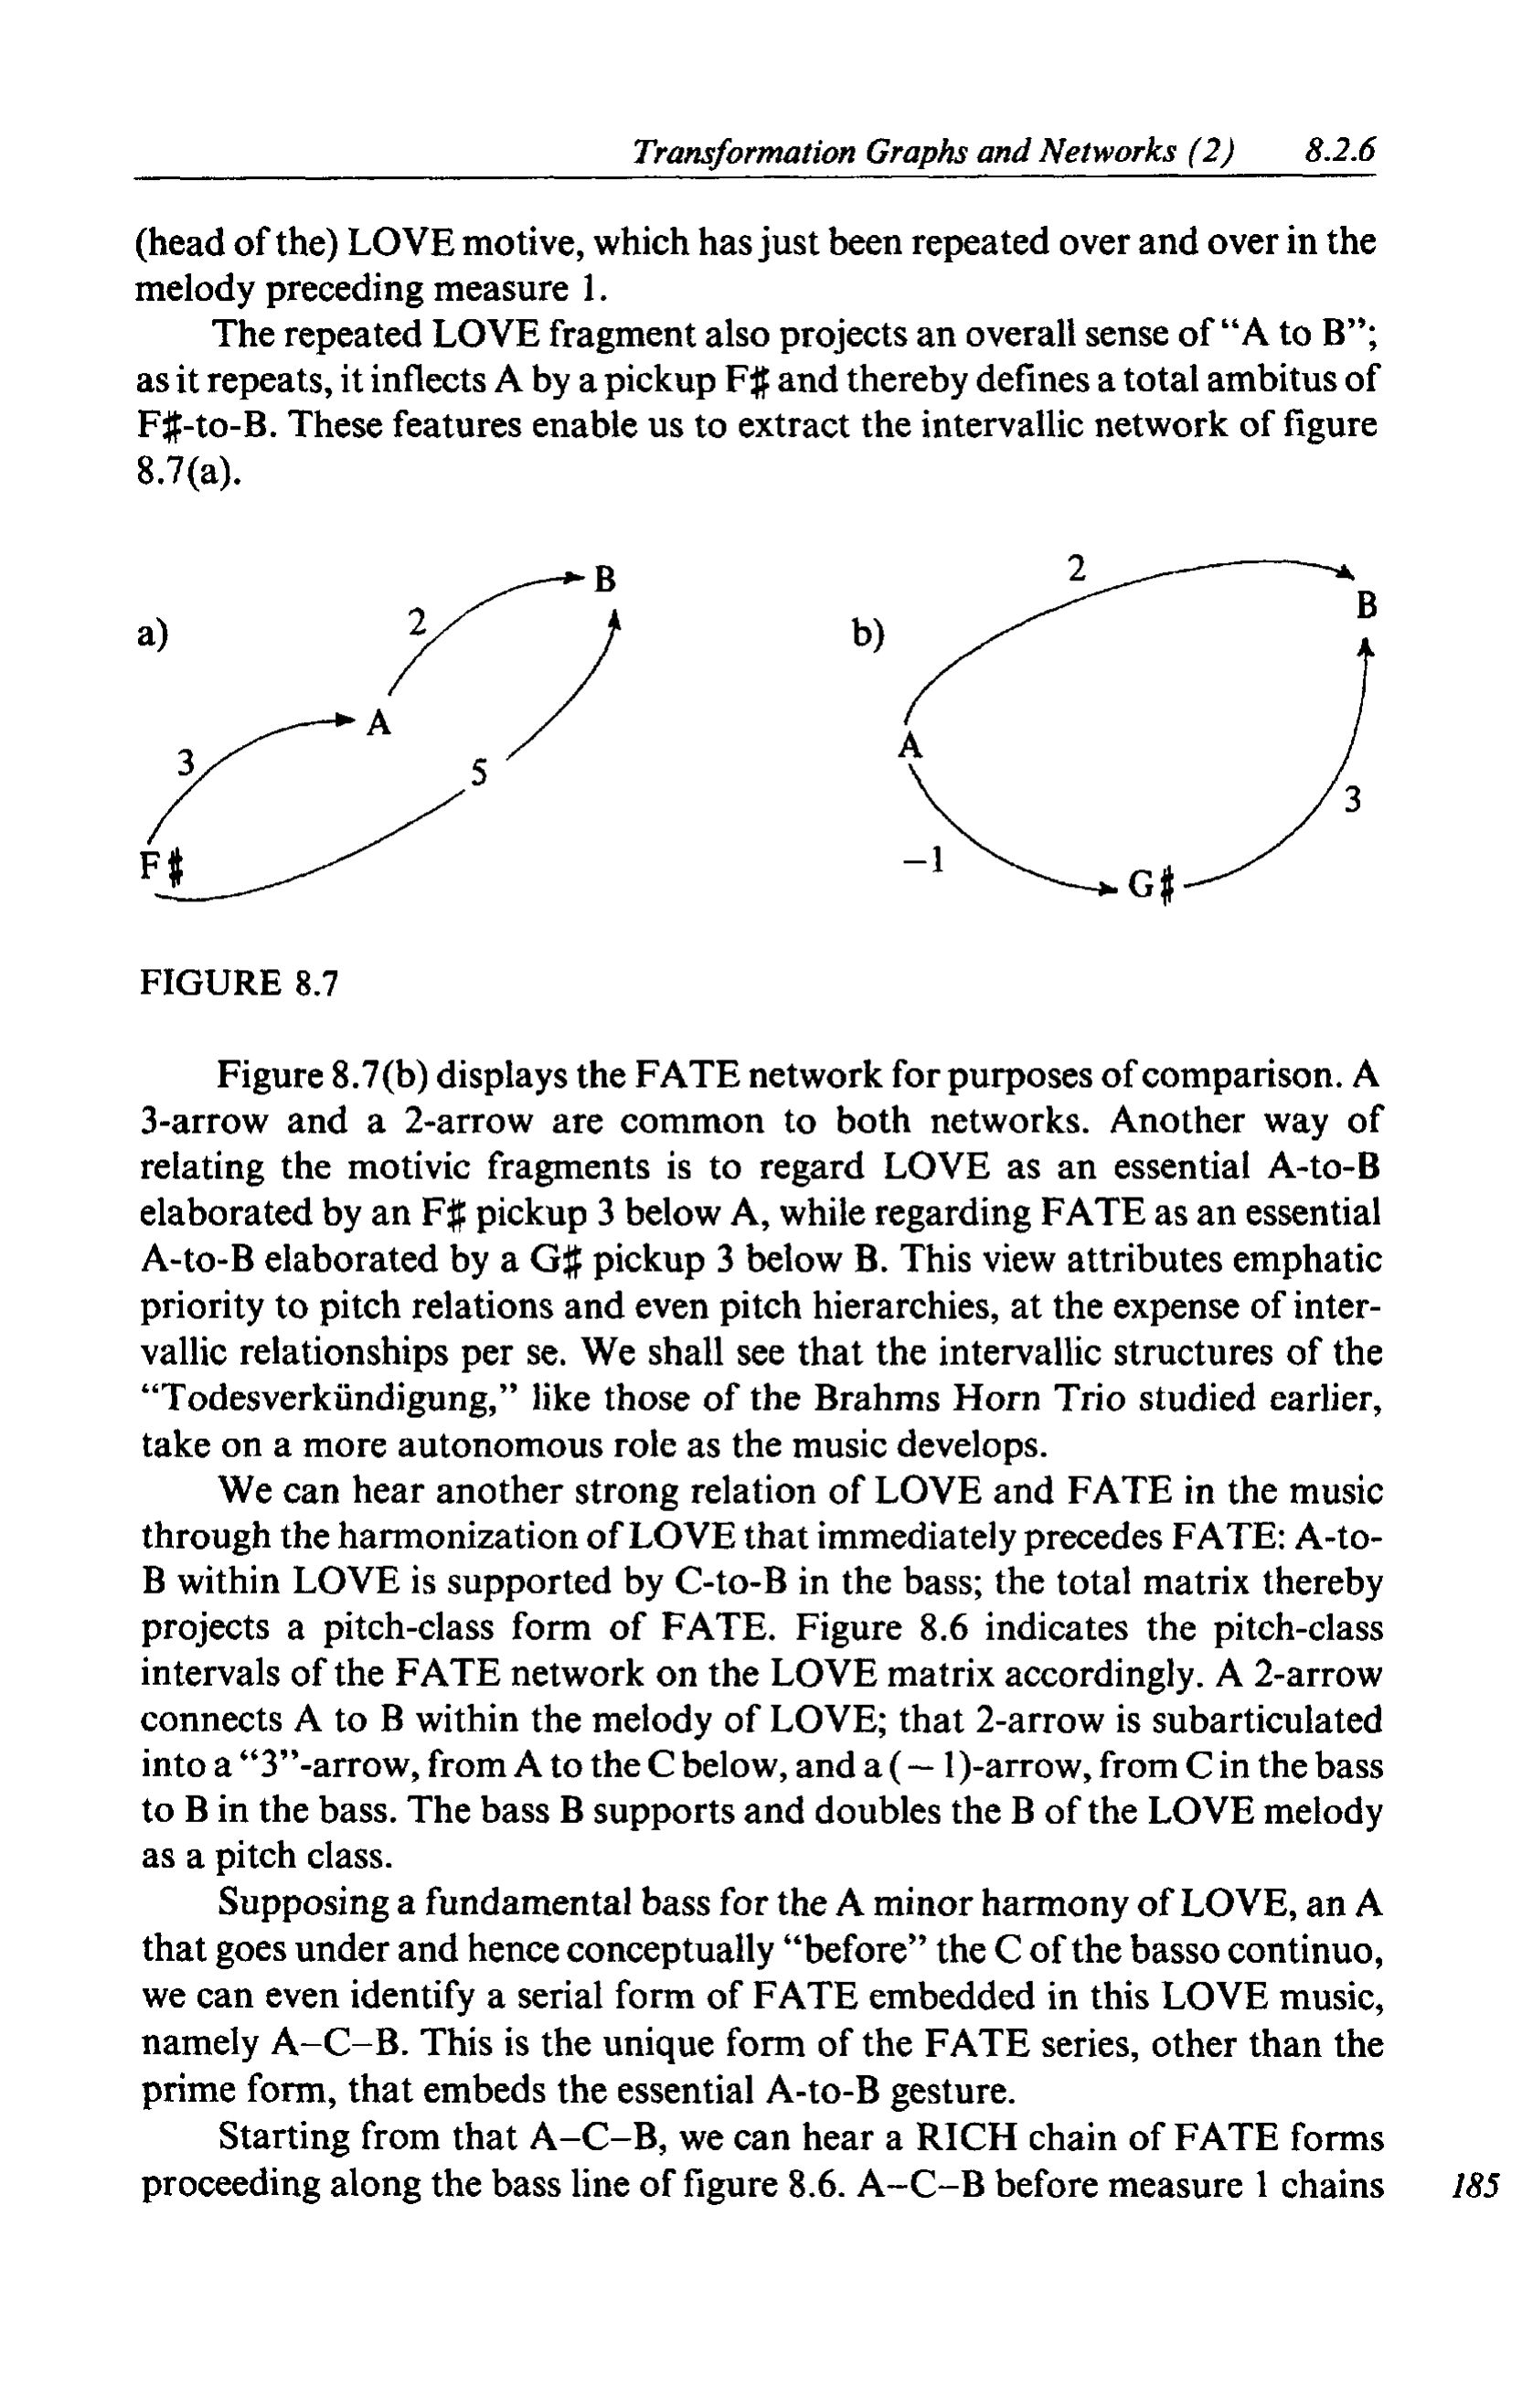 Transformation Graphs and Networks (2) 8.2.6
(head of the) LOVE motive, which has just been repeated over and over in the
melody preceding measure 1.
The repeated LOVE fragment also projects an overall sense of “A to B”;
as it repeats, it inflects A by a pickup F♯ and thereby defines a total ambitus of
F♯-to-B. These features enable us to extract the intervallic network of figure
8.7(a).
a)
2
B
3
A
5
F♯
b)
2
B
A
3
−1
G♯
FIGURE 8.7
Figure 8.7(b) displays the FATE network for purposes of comparison. A
3-arrow and a 2-arrow are common to both networks. Another way of
relating the motivic fragments is to regard LOVE as an essential A-to-B
elaborated by an F♯ pickup 3 below A, while regarding FATE as an essential
A-to-B elaborated by a G♯ pickup 3 below B. This view attributes emphatic
priority to pitch relations and even pitch hierarchies, at the expense of inter-
vallic relationships per se. We shall see that the intervallic structures of the
“Todesverkündigung,” like those of the Brahms Horn Trio studied earlier,
take on a more autonomous role as the music develops.
We can hear another strong relation of LOVE and FATE in the music
through the harmonization of LOVE that immediately precedes FATE: A-to-
B within LOVE is supported by C-to-B in the bass; the total matrix thereby
projects a pitch-class form of FATE. Figure 8.6 indicates the pitch-class
intervals of the FATE network on the LOVE matrix accordingly. A 2-arrow
connects A to B within the melody of LOVE; that 2-arrow is subarticulated
into a “3”-arrow, from A to the C below, and a (−1)-arrow, from C in the bass
to B in the bass. The bass B supports and doubles the B of the LOVE melody
as a pitch class.
Supposing a fundamental bass for the A minor harmony of LOVE, an A
that goes under and hence conceptually “before” the C of the basso continuo,
we can even identify a serial form of FATE embedded in this LOVE music,
namely A–C–B. This is the unique form of the FATE series, other than the
prime form, that embeds the essential A-to-B gesture.
Starting from that A–C–B, we can hear a RICH chain of FATE forms
proceeding along the bass line of figure 8.6. A–C–B before measure 1 chains
185